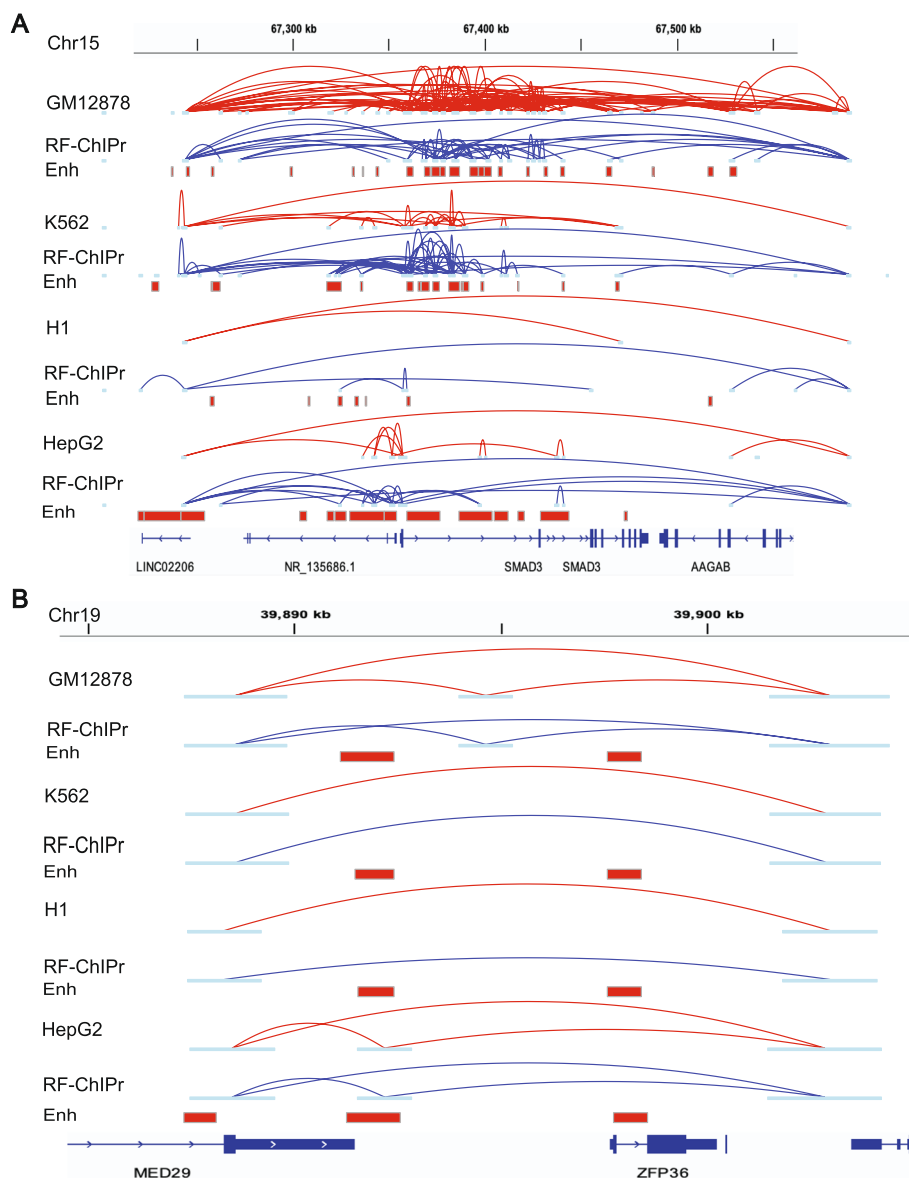 A
Chr15
67,300 kb 67,400 kb 67,500 kb
GM12878
RF-ChIPr
Enh
K562
RF-ChIPr
Enh
H1
RF-ChIPr
Enh
HepG2
RF-ChIPr
Enh
LINC02206 NR_135686.1 SMAD3 SMAD3 AAGAB
B
Chr19
39,890 kb 39,900 kb
GM12878
RF-ChIPr
Enh
K562
RF-ChIPr
Enh
H1
RF-ChIPr
Enh
HepG2
RF-ChIPr
Enh
MED29 ZFP36